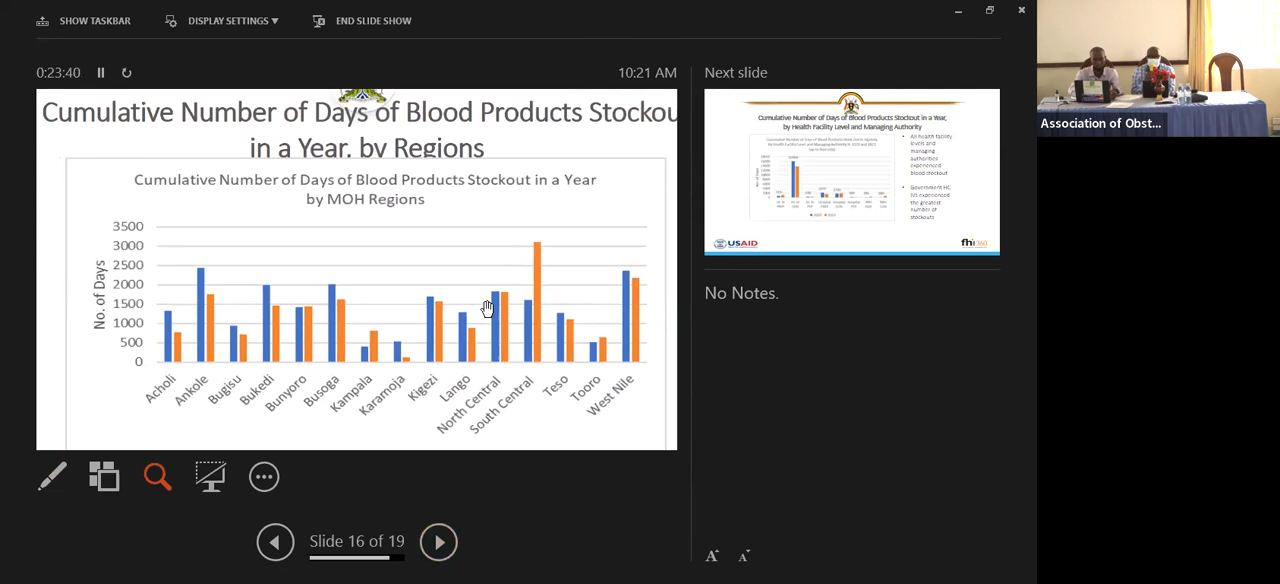 SHOW TASKBAR
DISPLAY SETTINGS ▼
END SLIDE SHOW
0:23:40
10:21 AM
Cumulative Number of Days of Blood Products Stockou
in a Year, by Regions
Cumulative Number of Days of Blood Products Stockout in a Year
by MOH Regions
No. of Days
3500
3000
2500
2000
1500
1000
500
0
Acholi
Ankole
Bugisu
Bukedi
Bunyoro
Busoga
Kampala
Karamoja
Kigezi
Lango
North Central
South Central
Teso
Tooro
West Nile
Slide 16 of 19
Next slide
Cumulative Number of Days of Blood Products Stockout in a Year,
by Health Facility Level and Managing Authority
• All health facility
levels and
managing
authorities
experienced
blood stockout
• Government HC
IVs experienced
the greatest
number of
stockouts
USAID
fhi360
No Notes.
A
A
Association of Obst...